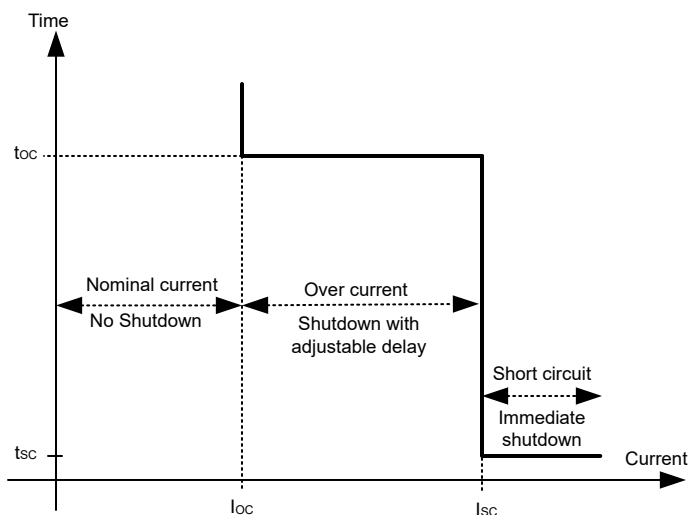 Time
tOC
Nominal current
No Shutdown
Over current
Shutdown with
adjustable delay
Short circuit
Immediate
shutdown
tSC
Current
IOC
ISC